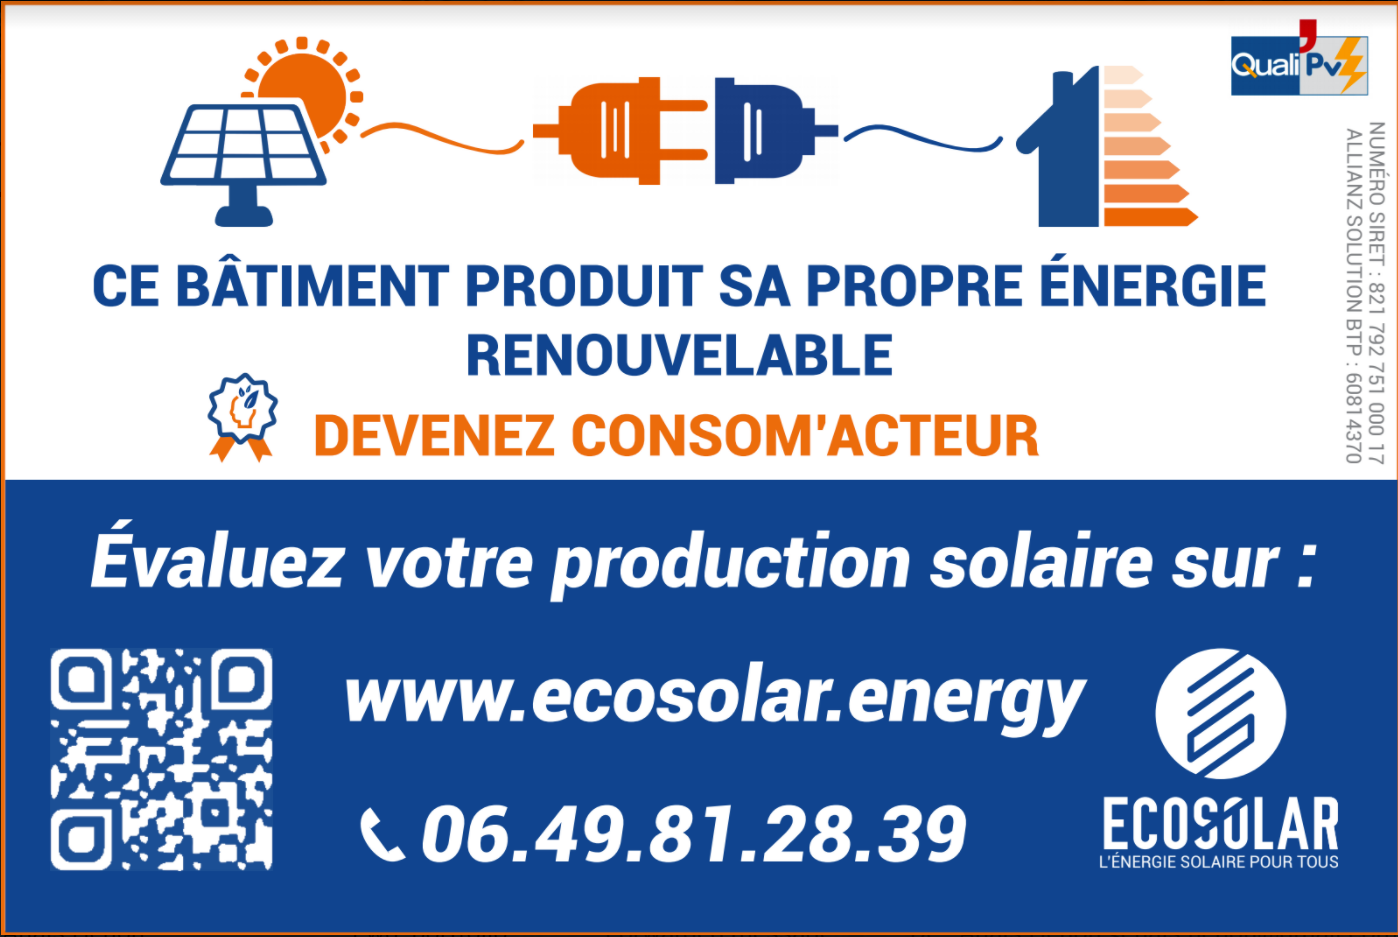 Quali'PV
NUMÉRO SIRET : 821 792 751 000 17
ALLIANZ SOLUTION BTP : 60814370
CE BÂTIMENT PRODUIT SA PROPRE ÉNERGIE
RENOUVELABLE
DEVENEZ CONSOM'ACTEUR
Évaluez votre production solaire sur :
www.ecosolar.energy
06.49.81.28.39
ECOSOLAR
L'ÉNERGIE SOLAIRE POUR TOUS